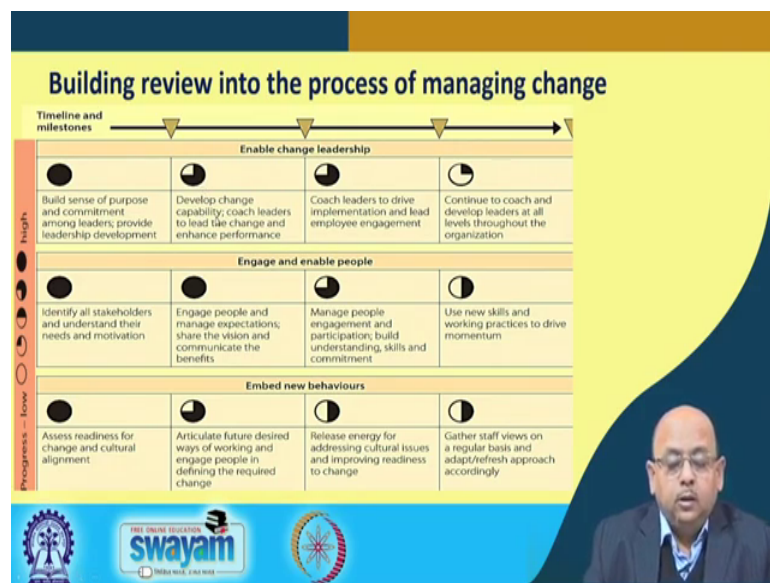 Building review into the process of managing change
Timeline and
milestones
Enable change leadership
Build sense of purpose
and commitment
among leaders; provide
leadership development
Develop change
capability; coach leaders
to lead the change and
enhance performance
Coach leaders to drive
implementation and lead
employee engagement
Continue to coach and
develop leaders at all
levels throughout the
organization
Engage and enable people
Identify all stakeholders
and understand their
needs and motivation
Engage people and
manage expectations;
share the vision and
communicate the
benefits
Manage people
engagement and
participation; build
understanding, skills and
commitment
Use new skills and
working practices to drive
momentum
Embed new behaviours
Assess readiness for
change and cultural
alignment
Articulate future desired
ways of working and
engage people in
defining the required
change
Release energy for
addressing cultural issues
and improving readiness
to change
Gather staff views on
a regular basis and
adapt/refresh approach
accordingly
Progress – low
high
FREE ONLINE EDUCATION
swayam